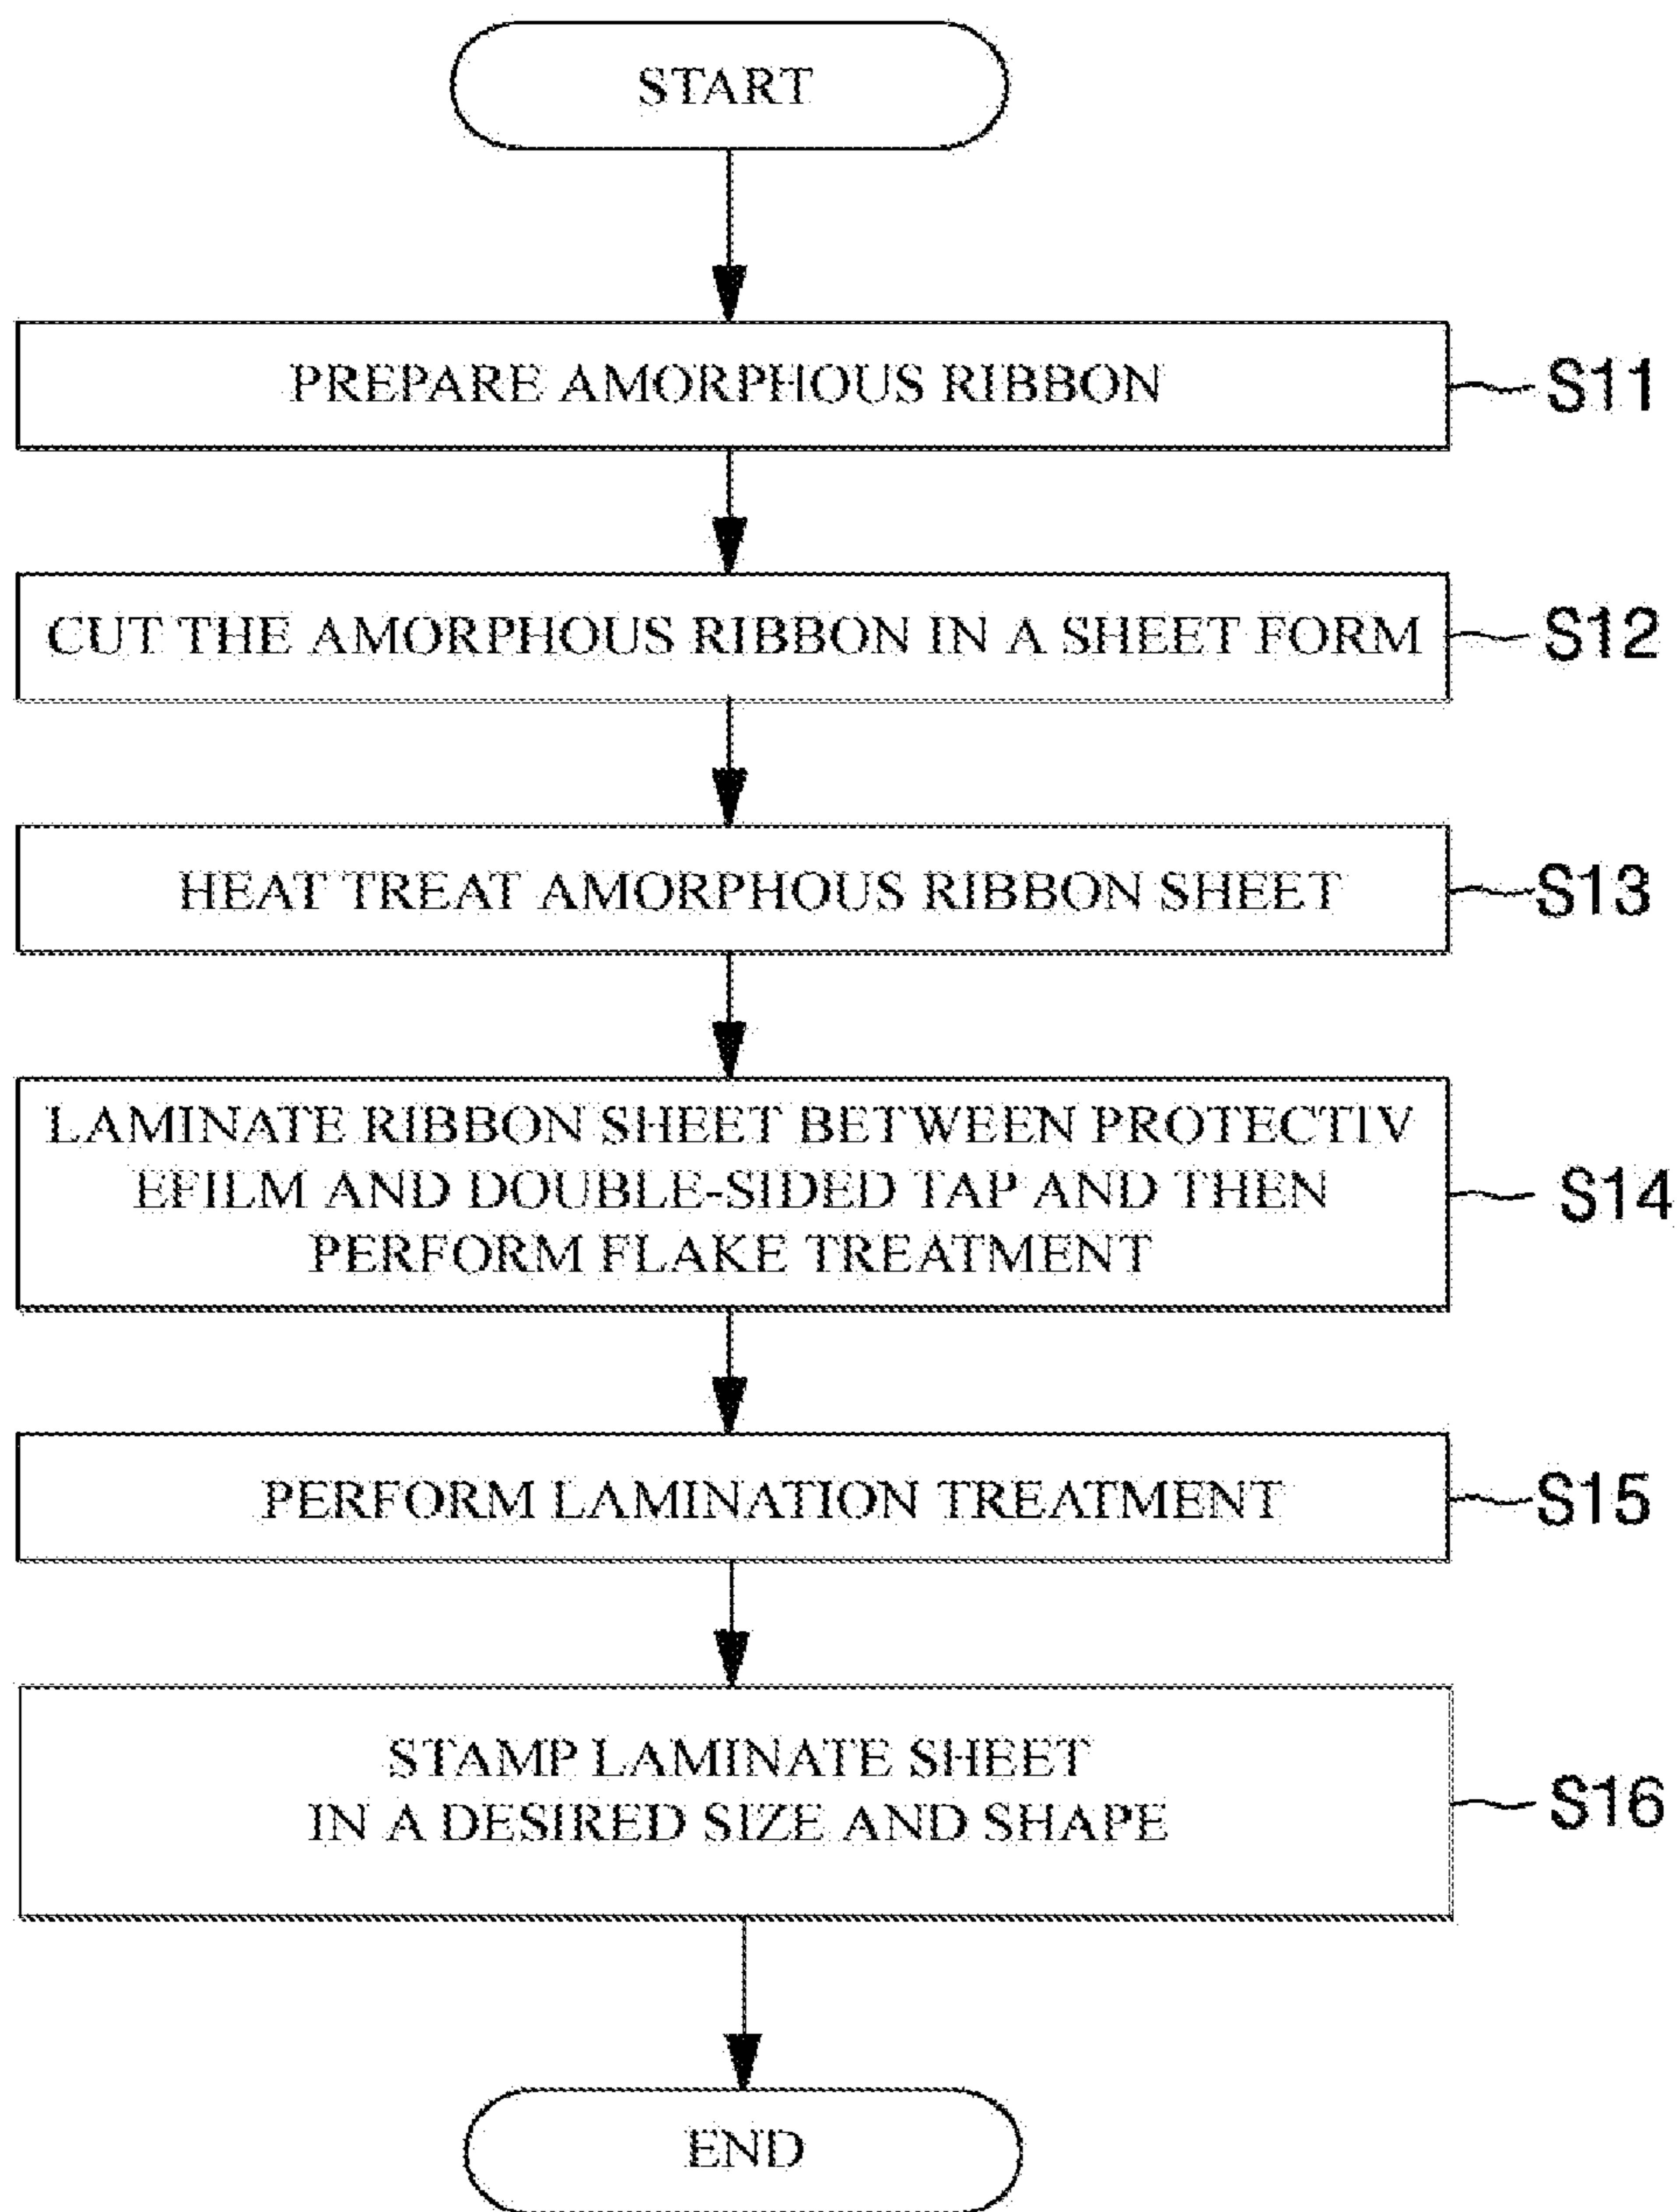 START
PREPARE AMORPHOUS RIBBON
S11
CUT THE AMORPHOUS RIBBON IN A SHEET FORM
S12
HEAT TREAT AMORPHOUS RIBBON SHEET
S13
LAMINATE RIBBON SHEET BETWEEN PROTECTIV
EFILM AND DOUBLE-SIDED TAP AND THEN
PERFORM FLAKE TREATMENT
S14
PERFORM LAMINATION TREATMENT
S15
STAMP LAMINATE SHEET
IN A DESIRED SIZE AND SHAPE
S16
END